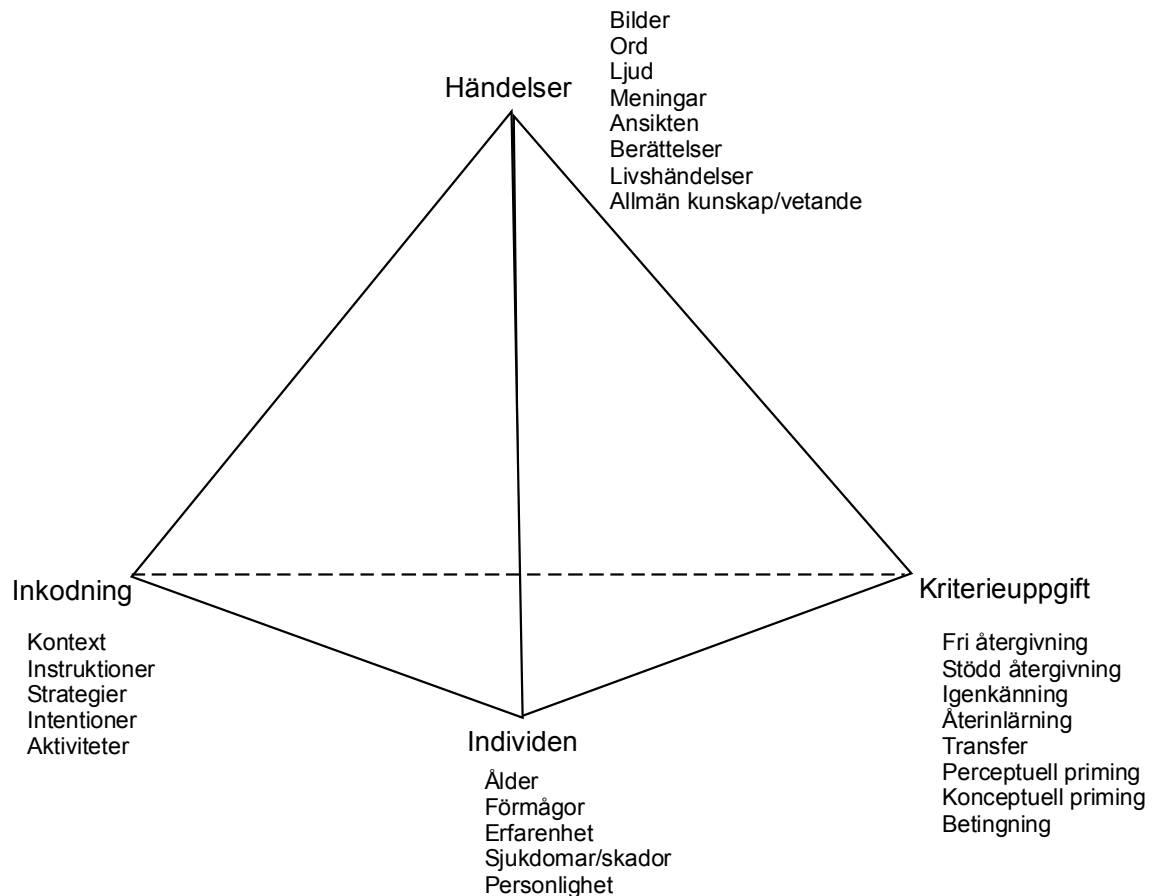 Händelser
Bilder
Ord
Ljud
Meningar
Ansikten
Berättelser
Livshändelser
Allmän kunskap/vetande
Inkodning
Kontext
Instruktioner
Strategier
Intentioner
Aktiviteter
Individen
Ålder
Förmågor
Erfarenhet
Sjukdomar/skador
Personlighet
Kriterieuppgift
Fri återgivning
Stödd återgivning
Igenkänning
Återinlärning
Transfer
Perceptuell priming
Konceptuell priming
Betingning